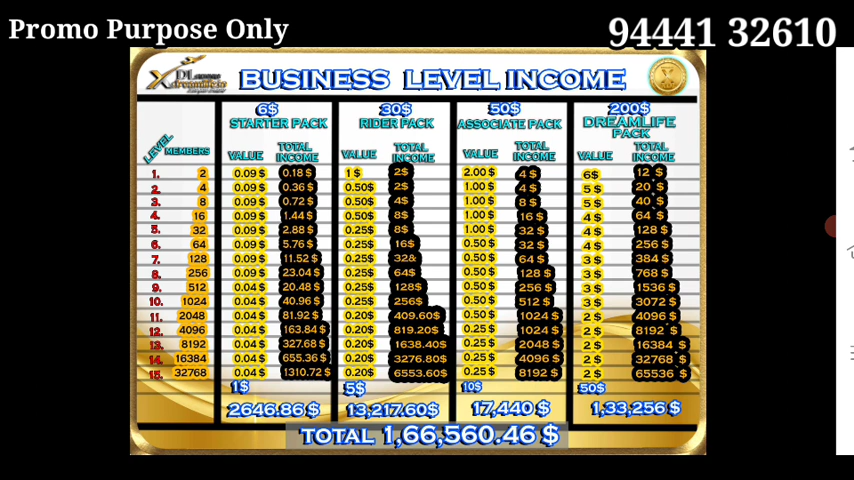 Promo Purpose Only
94441 32610
BUSINESS LEVEL INCOME
6$ 30$ 50$ 200$
STARTER PACK RIDER PACK ASSOCIATE PACK DREAMLIFE PACK
LEVEL MEMBERS VALUE TOTAL INCOME VALUE TOTAL INCOME VALUE TOTAL INCOME VALUE TOTAL INCOME
1. 2 0.09 $ 0.18 $ 1 $ 2$ 2.00 $ 4 $ 6$ 12 $
2. 4 0.09 $ 0.36 $ 0.50$ 2$ 1.00 $ 4 $ 5 $ 20 $
3. 8 0.09 $ 0.72 $ 0.50$ 4$ 1.00 $ 8 $ 5 $ 40 $
4. 16 0.09 $ 1.44 $ 0.50$ 8$ 1.00 $ 16 $ 4 $ 64 $
5. 32 0.09 $ 2.88 $ 0.25$ 8$ 1.00 $ 32 $ 4 $ 128 $
6. 64 0.09 $ 5.76 $ 0.25$ 16$ 0.50 $ 32 $ 4 $ 256 $
7. 128 0.09 $ 11.52 $ 0.25$ 32& 0.50 $ 64 $ 3 $ 384 $
8. 256 0.09 $ 23.04 $ 0.25$ 64$ 0.50 $ 128 $ 3 $ 768 $
9. 512 0.04 $ 20.48 $ 0.25$ 128$ 0.50 $ 256 $ 3 $ 1536 $
10. 1024 0.04 $ 40.96 $ 0.25$ 256$ 0.50 $ 512 $ 3 $ 3072 $
11. 2048 0.04 $ 81.92 $ 0.20$ 409.60$ 0.50 $ 1024 $ 2 $ 4096 $
12. 4096 0.04 $ 163.84 $ 0.20$ 819.20$ 0.25 $ 1024 $ 2 $ 8192 $
13. 8192 0.04 $ 327.68 $ 0.20$ 1638.40$ 0.25 $ 2048 $ 2 $ 16384 $
14. 16384 0.04 $ 655.36 $ 0.20$ 3276.80$ 0.25 $ 4096 $ 2 $ 32768 $
15. 32768 0.04 $ 1310.72 $ 0.20$ 6553.60$ 0.25 $ 8192 $ 2 $ 65536 $
1$ 5$ 10$ 50$
2646.86 $ 13,217.60$ 17,440 $ 1,33,256 $
TOTAL 1,66,560.46 $